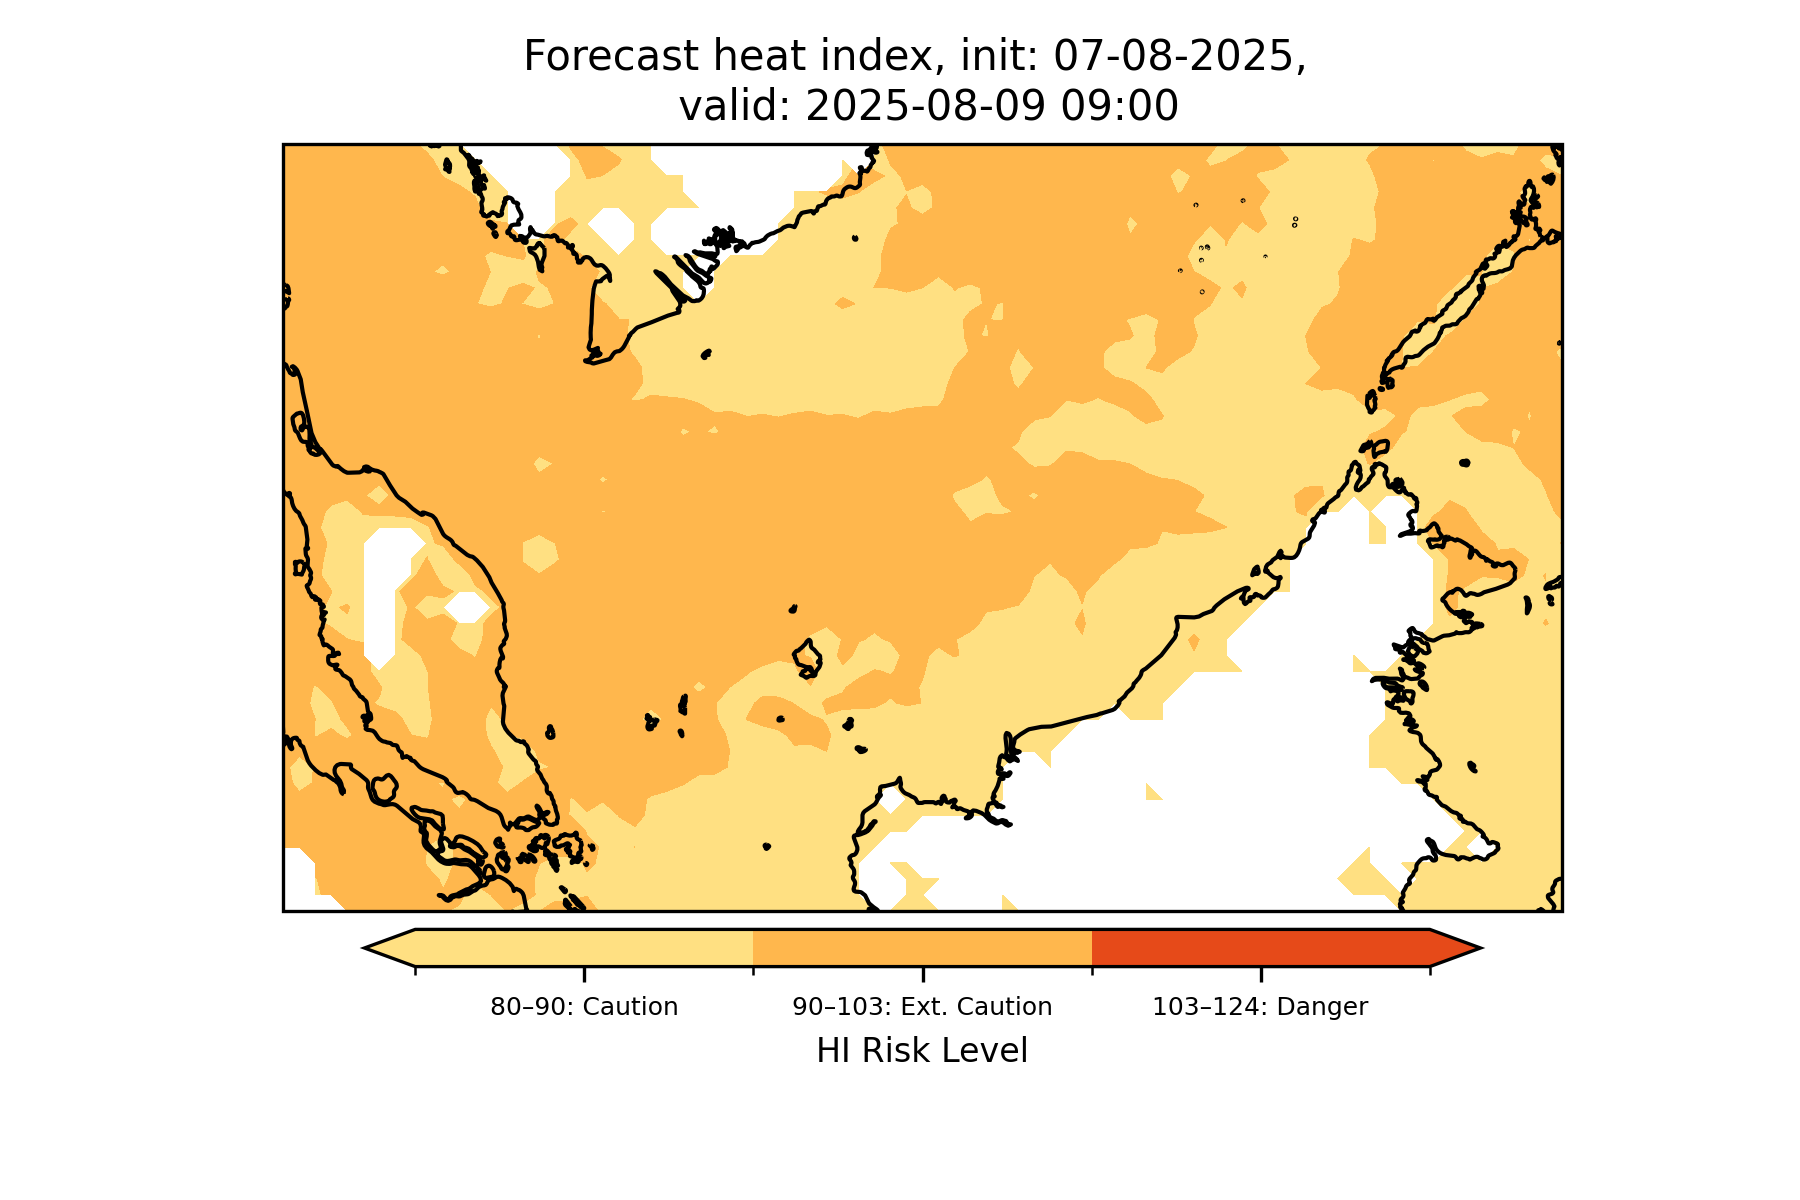 Forecast heat index, init: 07-08-2025,
valid: 2025-08-09 09:00
80–90: Caution
90–103: Ext. Caution
103–124: Danger
HI Risk Level